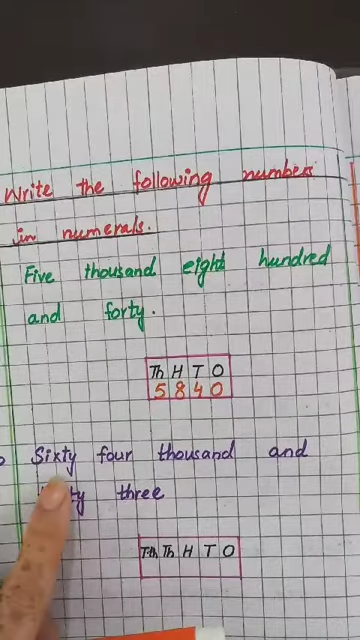 Write the following numbers
in numerals.
Five thousand eight hundred
and forty.
Th H T O
5 8 4 0
Sixty four thousand and
three
T.th Th H T O